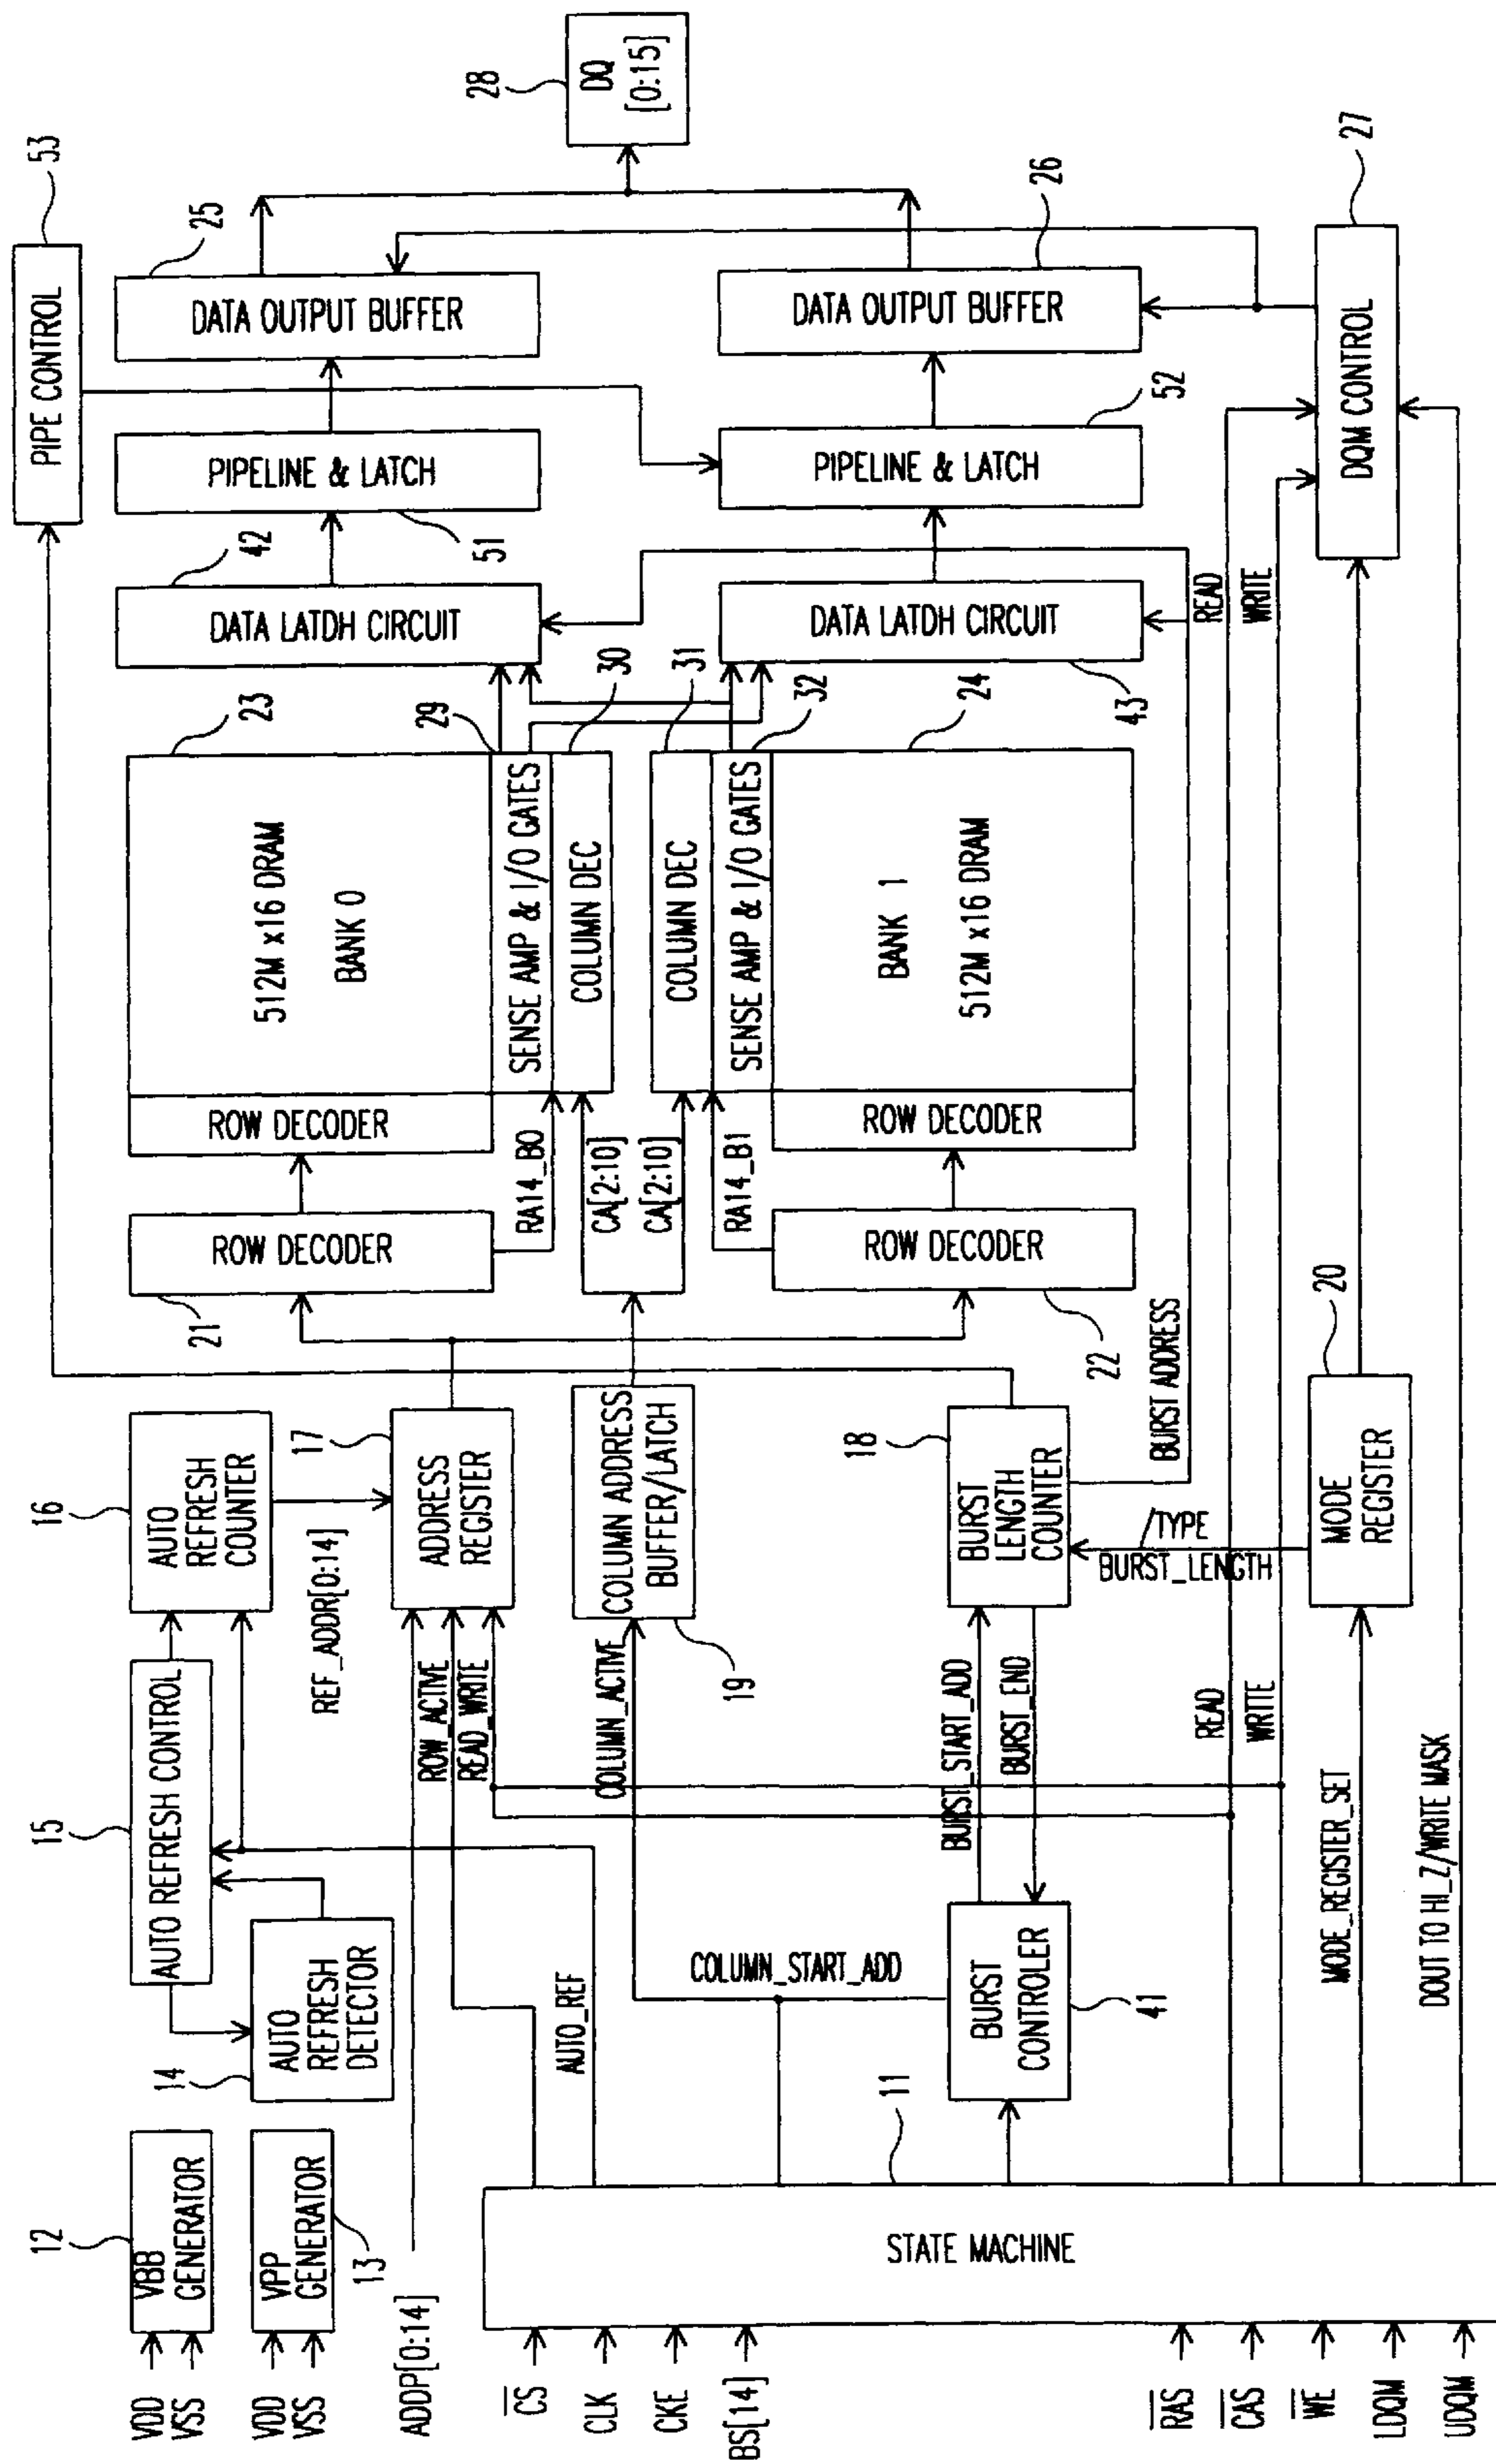 VDD
VSS
12
VBB
GENERATOR
VDD
VSS
VPP
GENERATOR
13
14
AUTO
REFRESH
DETECTOR
15
AUTO REFRESH CONTROL
16
AUTO
REFRESH
COUNTER
REF_ADDR[0:14]
17
ADDRESS
REGISTER
ADDP[0:14]
ROW_ACTIVE
READ_WRITE
AUTO_REF
C̅S̅
CLK
CKE
BS[14]
R̅A̅S̅
C̅A̅S̅
W̅E̅
LDQM
UDQM
STATE MACHINE
11
COLUMN_START_ADD
COLUMN_ACTIVE
COLUMN ADDRESS
BUFFER/LATCH
19
BURST
CONTROLER
41
BURST_START_ADD
BURST_END
18
BURST
LENGTH
COUNTER
/TYPE
BURST_LENGTH
BURST ADDRESS
READ
WRITE
MODE_REGISTER_SET
DOUT TO HI_Z/WRITE MASK
MODE
REGISTER
20
21
ROW DECODER
ROW DECODER
RA14_B0
CA[2:10]
CA[2:10]
RA14_B1
ROW DECODER
22
ROW DECODER
512M x16 DRAM
BANK 0
23
SENSE AMP & I/O GATES
29
COLUMN DEC
30
COLUMN DEC
31
SENSE AMP & I/O GATES
32
BANK 1
512M x16 DRAM
24
DATA LATDH CIRCUIT
42
DATA LATDH CIRCUIT
43
READ
WRITE
PIPELINE & LATCH
51
PIPELINE & LATCH
52
PIPE CONTROL
53
DATA OUTPUT BUFFER
25
DATA OUTPUT BUFFER
26
DQM CONTROL
27
28
DQ
[0:15]